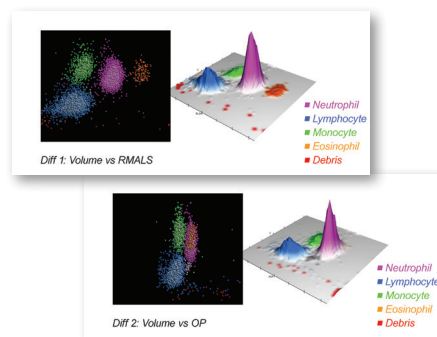 Neutrophil
Lymphocyte
Monocyte
Eosinophil
Debris
Diff 1: Volume vs RMALS
Neutrophil
Lymphocyte
Monocyte
Eosinophil
Debris
Diff 2: Volume vs OP